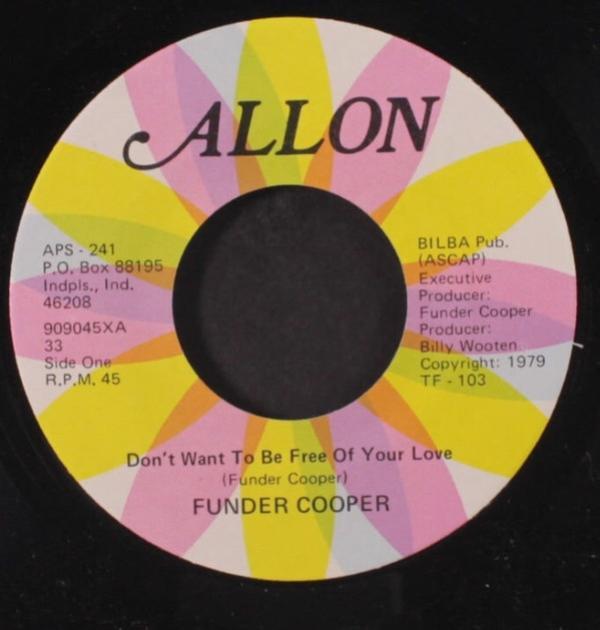 ALLON
APS - 241
P.O. Box 88195
Indpls., Ind.
46208
909045XA
33
Side One
R.P.M. 45
BILBA Pub.
(ASCAP)
Executive
Producer:
Funder Cooper
Producer:
Billy Wooten
Copyright: 1979
TF - 103
Don't Want To Be Free Of Your Love
(Funder Cooper)
FUNDER COOPER